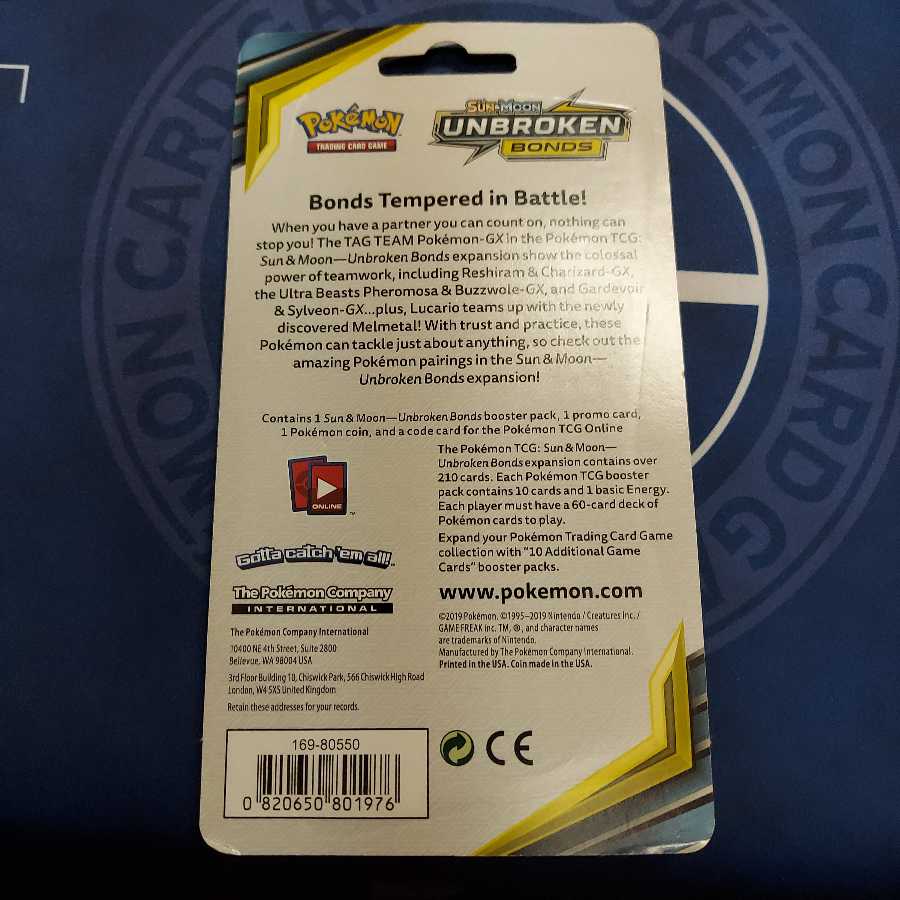 POKÉMON
TRADING CARD GAME
SUN & MOON
UNBROKEN
BONDS
Bonds Tempered in Battle!
When you have a partner you can count on, nothing can
stop you! The TAG TEAM Pokémon-GX in the Pokémon TCG:
Sun & Moon—Unbroken Bonds expansion show the colossal
power of teamwork, including Reshiram & Charizard-GX,
the Ultra Beasts Pheromosa & Buzzwole-GX, and Gardevoir
& Sylveon-GX...plus, Lucario teams up with the newly
discovered Melmetal! With trust and practice, these
Pokémon can tackle just about anything, so check out the
amazing Pokémon pairings in the Sun & Moon—
Unbroken Bonds expansion!
Contains 1 Sun & Moon—Unbroken Bonds booster pack, 1 promo card,
1 Pokémon coin, and a code card for the Pokémon TCG Online
ONLINE
TM
The Pokémon TCG: Sun & Moon—
Unbroken Bonds expansion contains over
210 cards. Each Pokémon TCG booster
pack contains 10 cards and 1 basic Energy.
Each player must have a 60-card deck of
Pokémon cards to play.
Expand your Pokémon Trading Card Game
collection with "10 Additional Game
Cards" booster packs.
Gotta catch 'em all!
The Pokémon Company
INTERNATIONAL
www.pokemon.com
The Pokémon Company International
10400 NE 4th Street, Suite 2800
Bellevue, WA 98004 USA
3rd Floor Building 10, Chiswick Park, 566 Chiswick High Road
London, W4 5XS United Kingdom
Retain these addresses for your records.
©2019 Pokémon. ©1995–2019 Nintendo / Creatures Inc. /
GAME FREAK inc. TM, ®, and character names
are trademarks of Nintendo.
Manufactured by The Pokémon Company International.
Printed in the USA. Coin made in the USA.
169-80550
0 820650 801976
CE
POKÉMON CARD G
MON CARD GA